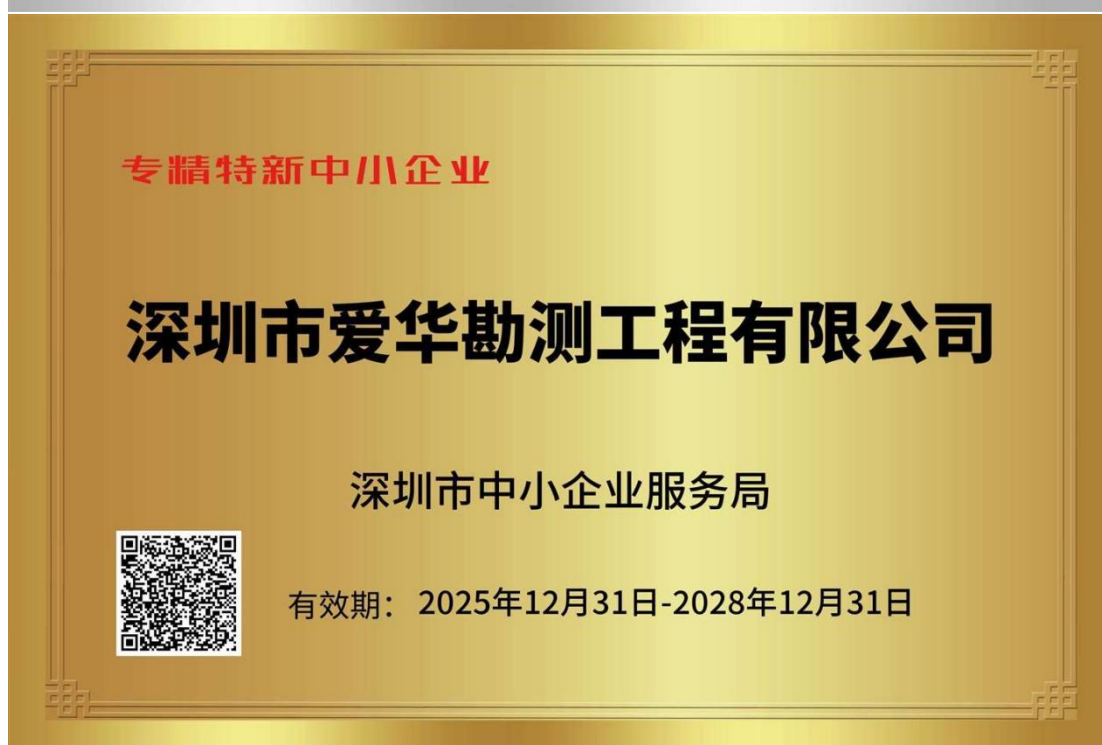 专精特新中小企业
深圳市爱华勘测工程有限公司
深圳市中小企业服务局
有效期： 2025年12月31日-2028年12月31日